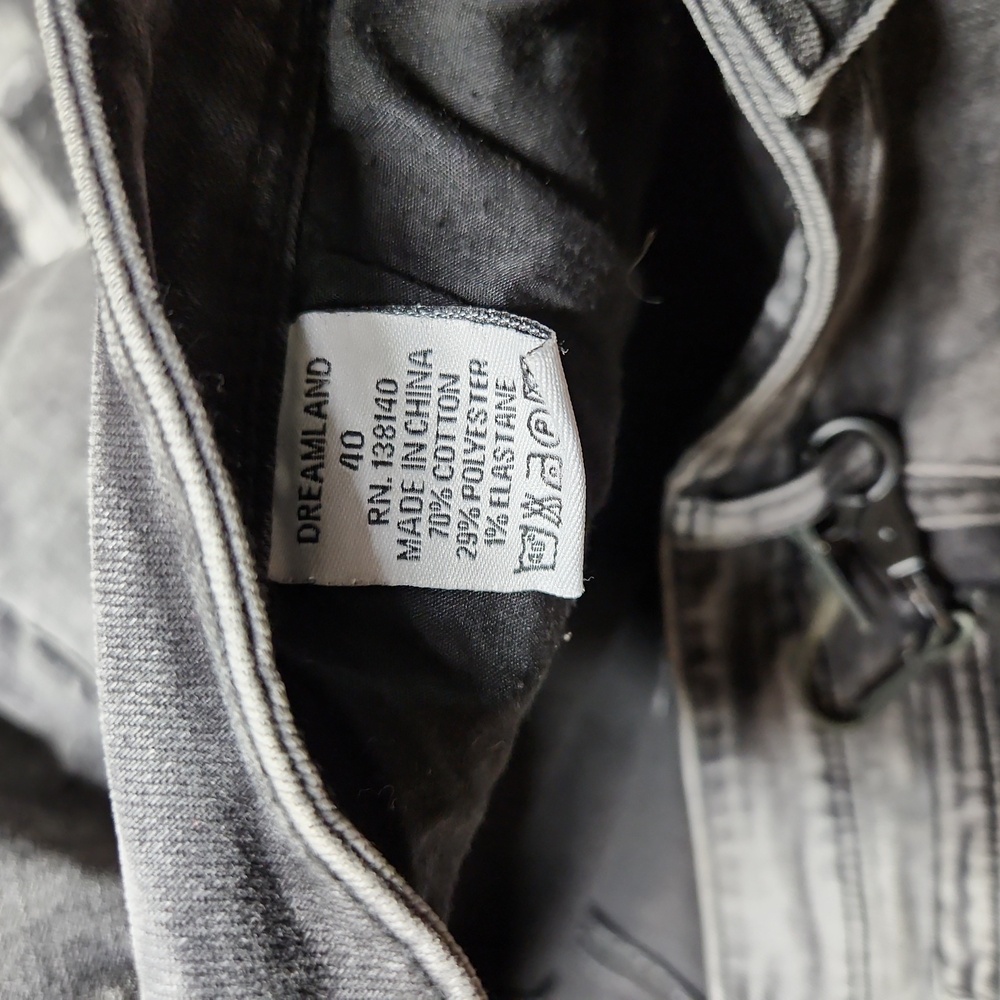 DREAMLAND
40
RN. 138140
MADE IN CHINA
70% COTTON
29% POLYESTER
1% ELASTANE
P